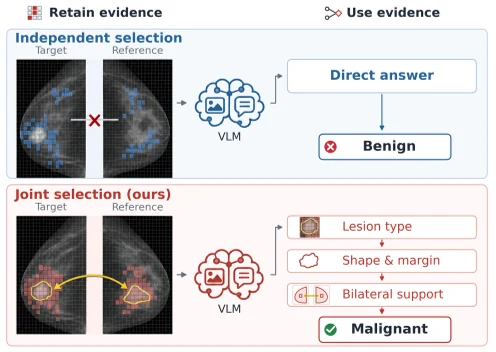 Retain evidence
Use evidence
Independent selection
Target
Reference
VLM
Direct answer
Benign
Joint selection (ours)
Target
Reference
VLM
Lesion type
Shape & margin
Bilateral support
Malignant